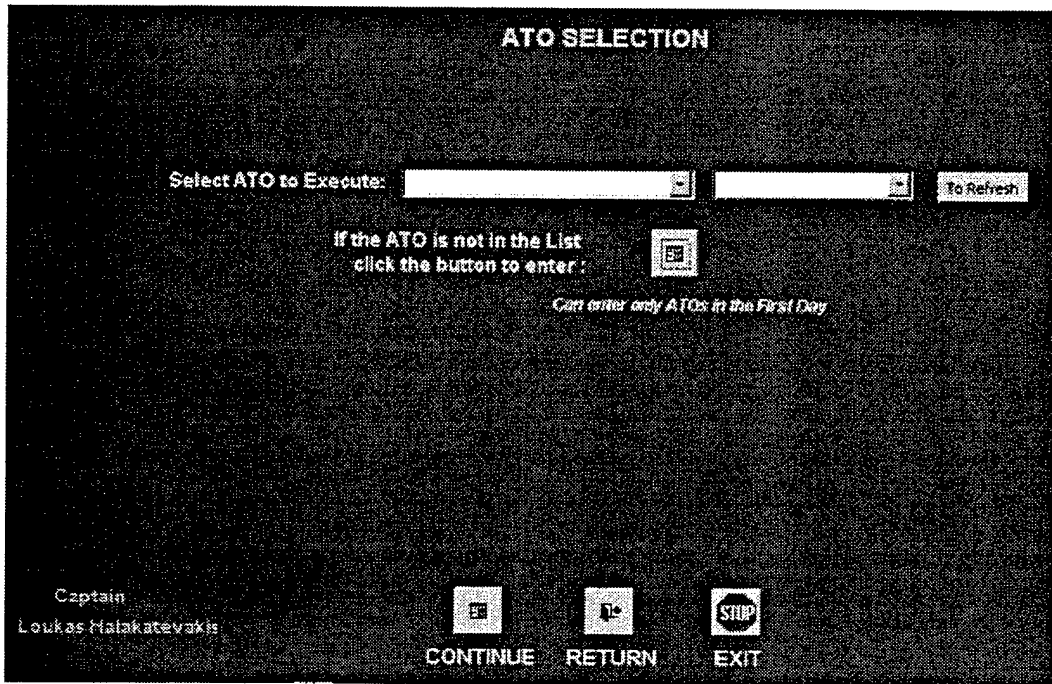 ATO SELECTION
Select ATO to Execute:
To Refresh
If the ATO is not in the List
click the button to enter :
Can enter only ATOs in the First Day
Captain
Loukas Halakatevakis
STOP
CONTINUE RETURN EXIT